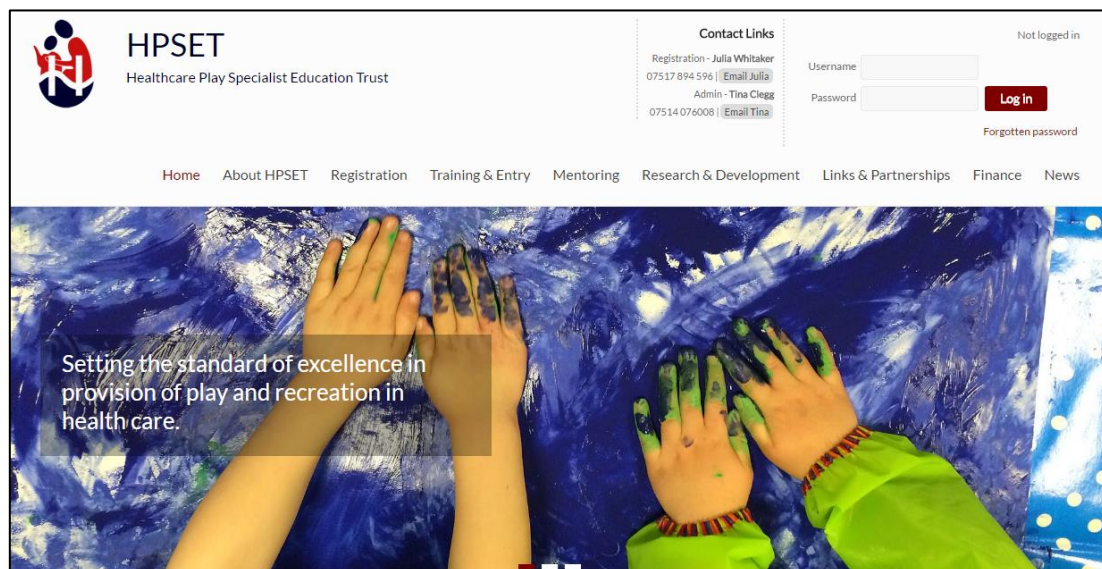 HPSET
Healthcare Play Specialist Education Trust
Contact Links
Registration - Julia Whitaker
07517 894 596 | Email Julia
Admin - Tina Clegg
07514 076008 | Email Tina
Not logged in
Username
Password
Log in
Forgotten password
Home About HPSET Registration Training & Entry Mentoring Research & Development Links & Partnerships Finance News
Setting the standard of excellence in
provision of play and recreation in
health care.